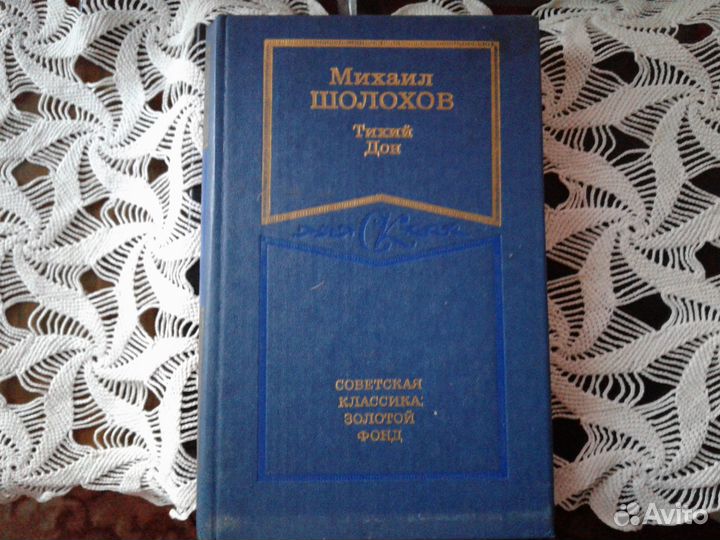 Михаил
ШОЛОХОВ
Тихий
Дон
СК
СОВЕТСКАЯ
КЛАССИКА:
ЗОЛОТОЙ
ФОНД
Avito